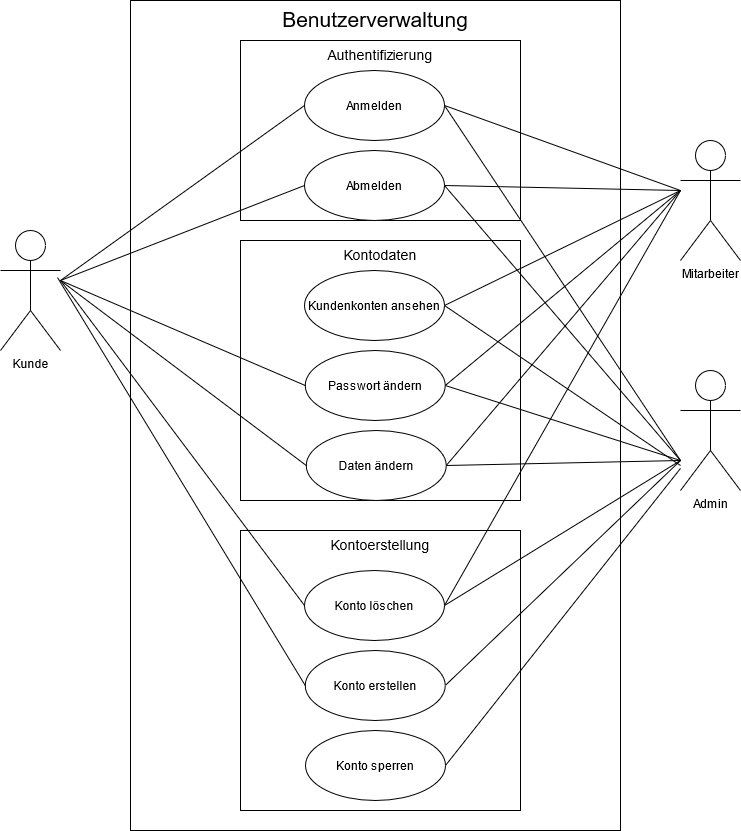 Benutzerverwaltung
Authentifizierung
Anmelden
Abmelden
Kontodaten
Kundenkonten ansehen
Passwort ändern
Daten ändern
Kontoerstellung
Konto löschen
Konto erstellen
Konto sperren
Kunde
Mitarbeiter
Admin